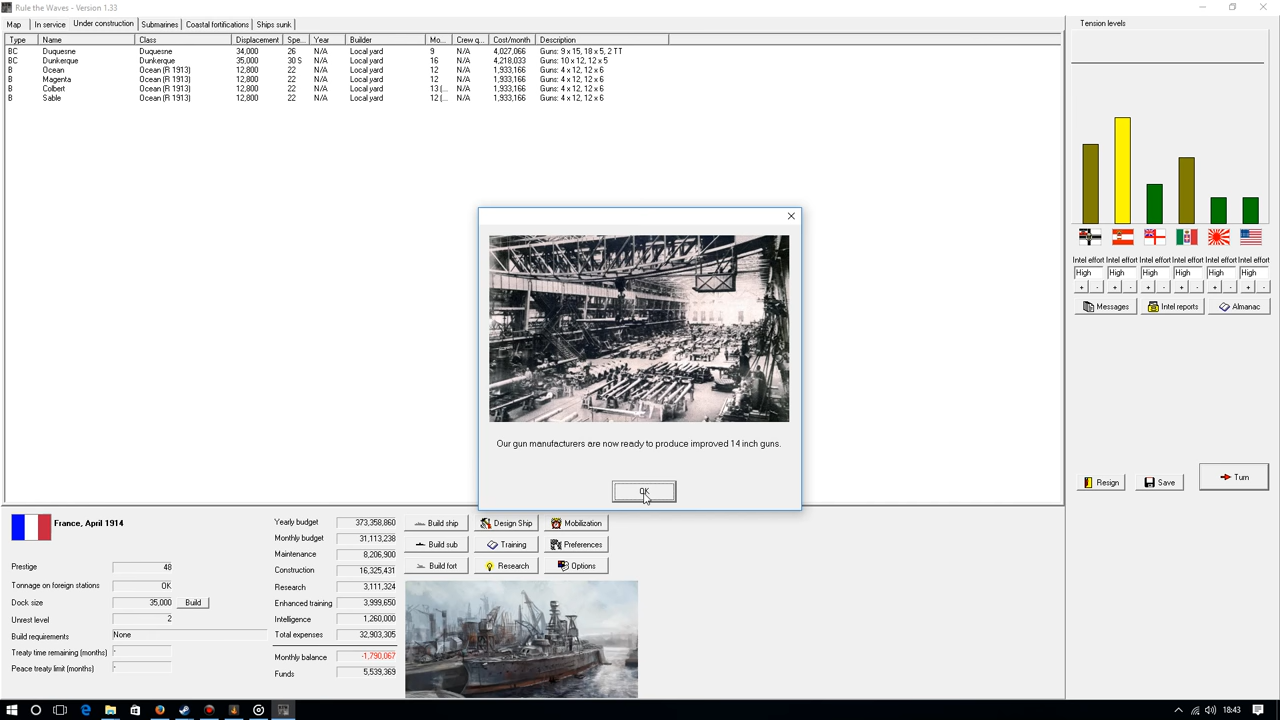 Rule the Waves - Version 1.33
Map In service Under construction Submarines Coastal fortifications Ships sunk
Type Name Class Displacement Spe... Year Builder Mo... Crew q... Cost/month Description
BC Duquesne Duquesne 34,000 26 N/A Local yard 9 N/A 4,027,066 Guns: 9 x 15, 18 x 5, 2 TT
BC Dunkerque Dunkerque 35,000 30 S N/A Local yard 16 N/A 4,218,033 Guns: 10 x 12, 12 x 5
B Ocean Ocean (R 1913) 12,800 22 N/A Local yard 12 N/A 1,933,166 Guns: 4 x 12, 12 x 6
B Magenta Ocean (R 1913) 12,800 22 N/A Local yard 12 N/A 1,933,166 Guns: 4 x 12, 12 x 6
B Colbert Ocean (R 1913) 12,800 22 N/A Local yard 13 (... N/A 1,933,166 Guns: 4 x 12, 12 x 6
B Sable Ocean (R 1913) 12,800 22 N/A Local yard 12 (... N/A 1,933,166 Guns: 4 x 12, 12 x 6
Tension levels
Intel effort Intel effort Intel effort Intel effort Intel effort Intel effort
High High High High High High
+ - + - + - + - + - + -
Messages Intel reports Almanac
Our gun manufacturers are now ready to produce improved 14 inch guns.
OK
Resign Save Turn
France, April 1914
Prestige 48
Tonnage on foreign stations OK
Dock size 35,000 Build
Unrest level 2
Build requirements None
Treaty time remaining (months) -
Peace treaty limit (months) -
Yearly budget 373,358,860
Monthly budget 31,113,238
Maintenance 8,206,900
Construction 16,325,431
Research 3,111,324
Enhanced training 3,999,650
Intelligence 1,260,000
Total expenses 32,903,305
Monthly balance -1,790,067
Funds 5,539,369
Build ship Design Ship Mobilization
Build sub Training Preferences
Build fort Research Options
18:43